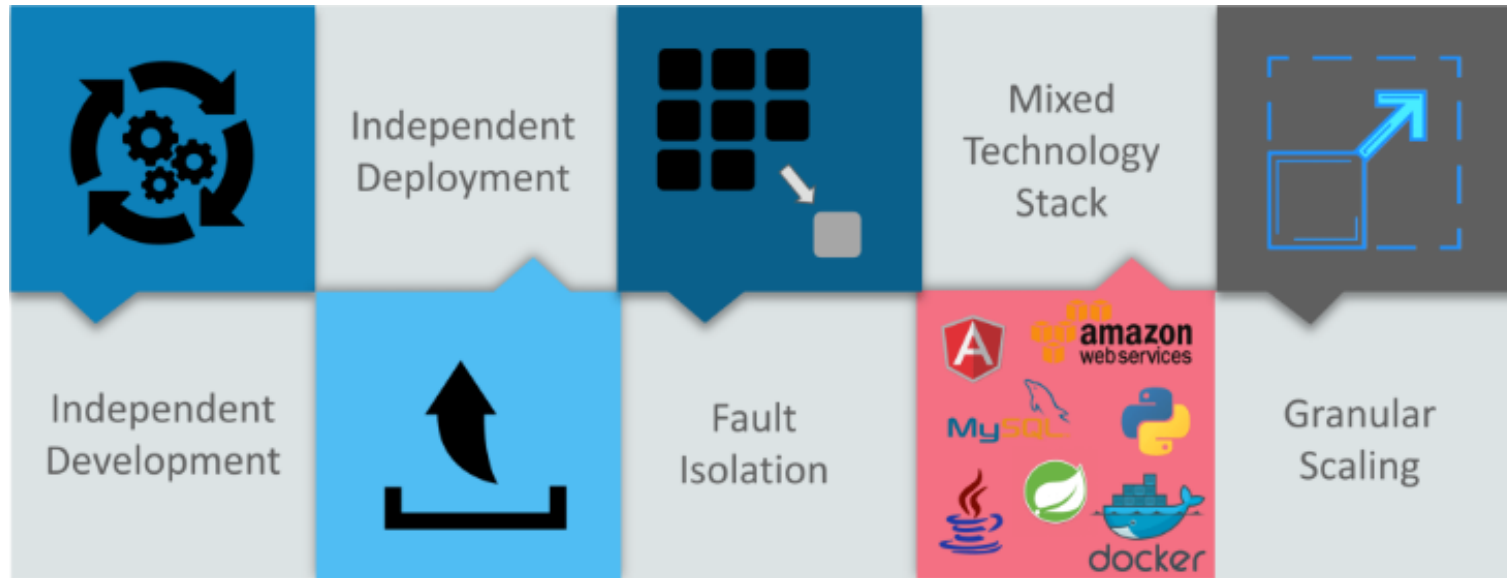 Independent
Development
Independent
Deployment
Fault
Isolation
Mixed
Technology
Stack
A
amazon
web services
MySQL
docker
Granular
Scaling